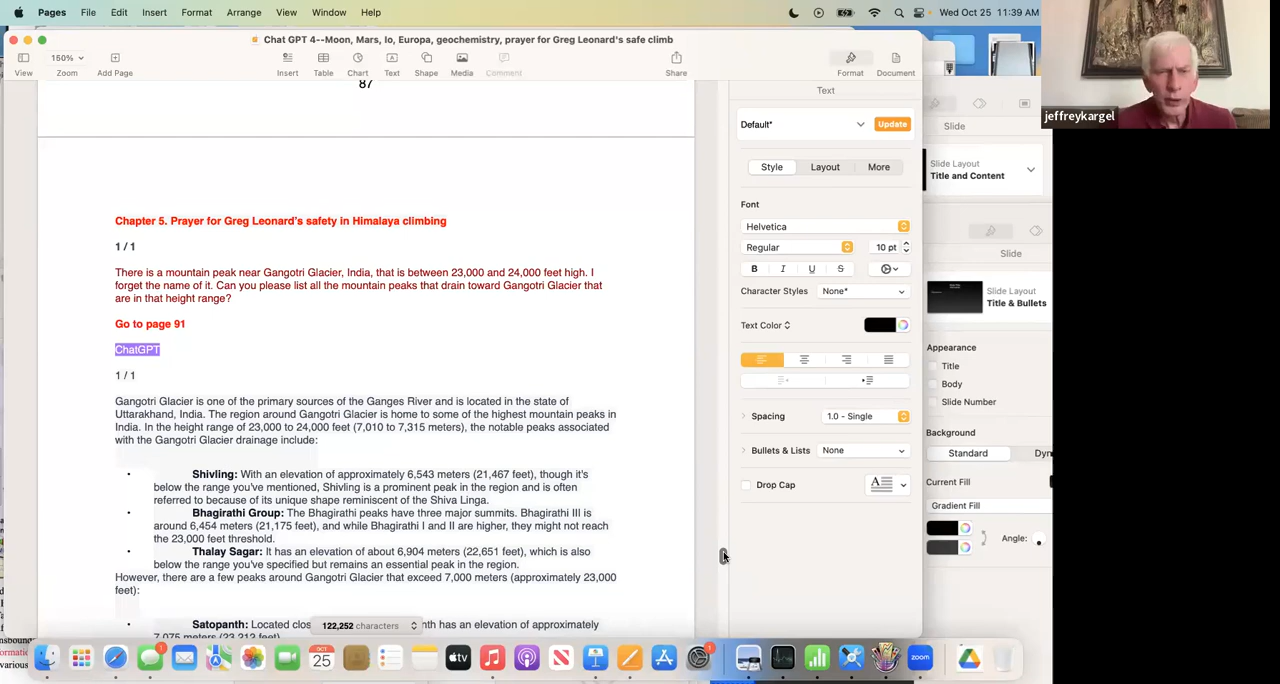 Pages File Edit Insert Format Arrange View Window Help
Wed Oct 25 11:39 AM
Chat GPT 4--Moon, Mars, Io, Europa, geochemistry, prayer for Greg Leonard's safe climb
150%
View Zoom Add Page Insert Table Chart Text Shape Media Comment Share Format Document
87
Chapter 5. Prayer for Greg Leonard's safety in Himalaya climbing
1 / 1
There is a mountain peak near Gangotri Glacier, India, that is between 23,000 and 24,000 feet high. I
forget the name of it. Can you please list all the mountain peaks that drain toward Gangotri Glacier that
are in that height range?
Go to page 91
ChatGPT
1 / 1
Gangotri Glacier is one of the primary sources of the Ganges River and is located in the state of
Uttarakhand, India. The region around Gangotri Glacier is home to some of the highest mountain peaks in
India. In the height range of 23,000 to 24,000 feet (7,010 to 7,315 meters), the notable peaks associated
with the Gangotri Glacier drainage include:
• Shivling: With an elevation of approximately 6,543 meters (21,467 feet), though it's
below the range you've mentioned, Shivling is a prominent peak in the region and is often
referred to because of its unique shape reminiscent of the Shiva Linga.
• Bhagirathi Group: The Bhagirathi peaks have three major summits. Bhagirathi III is
around 6,454 meters (21,175 feet), and while Bhagirathi I and II are higher, they might not reach
the 23,000 feet threshold.
• Thalay Sagar: It has an elevation of about 6,904 meters (22,651 feet), which is also
below the range you've specified but remains an essential peak in the region.
However, there are a few peaks around Gangotri Glacier that exceed 7,000 meters (approximately 23,000
feet):
• Satopanth: Located clos
has an elevation of approximately
7,075 meters (23,212 feet)
122,252 characters
Text
Default*
Update
Style Layout More
Font
Helvetica
Regular 10 pt
B I U S
Character Styles None*
Text Color
Spacing 1.0 - Single
Bullets & Lists None
Drop Cap
A
Text
Slide
Slide Layout
Title and Content
Slide
Slide Layout
Title & Bullets
Appearance
Title
Body
Slide Number
Background
Standard Dyn
Current Fill
Gradient Fill
Angle:
jeffreykargel
OCT
25
tv
zoom